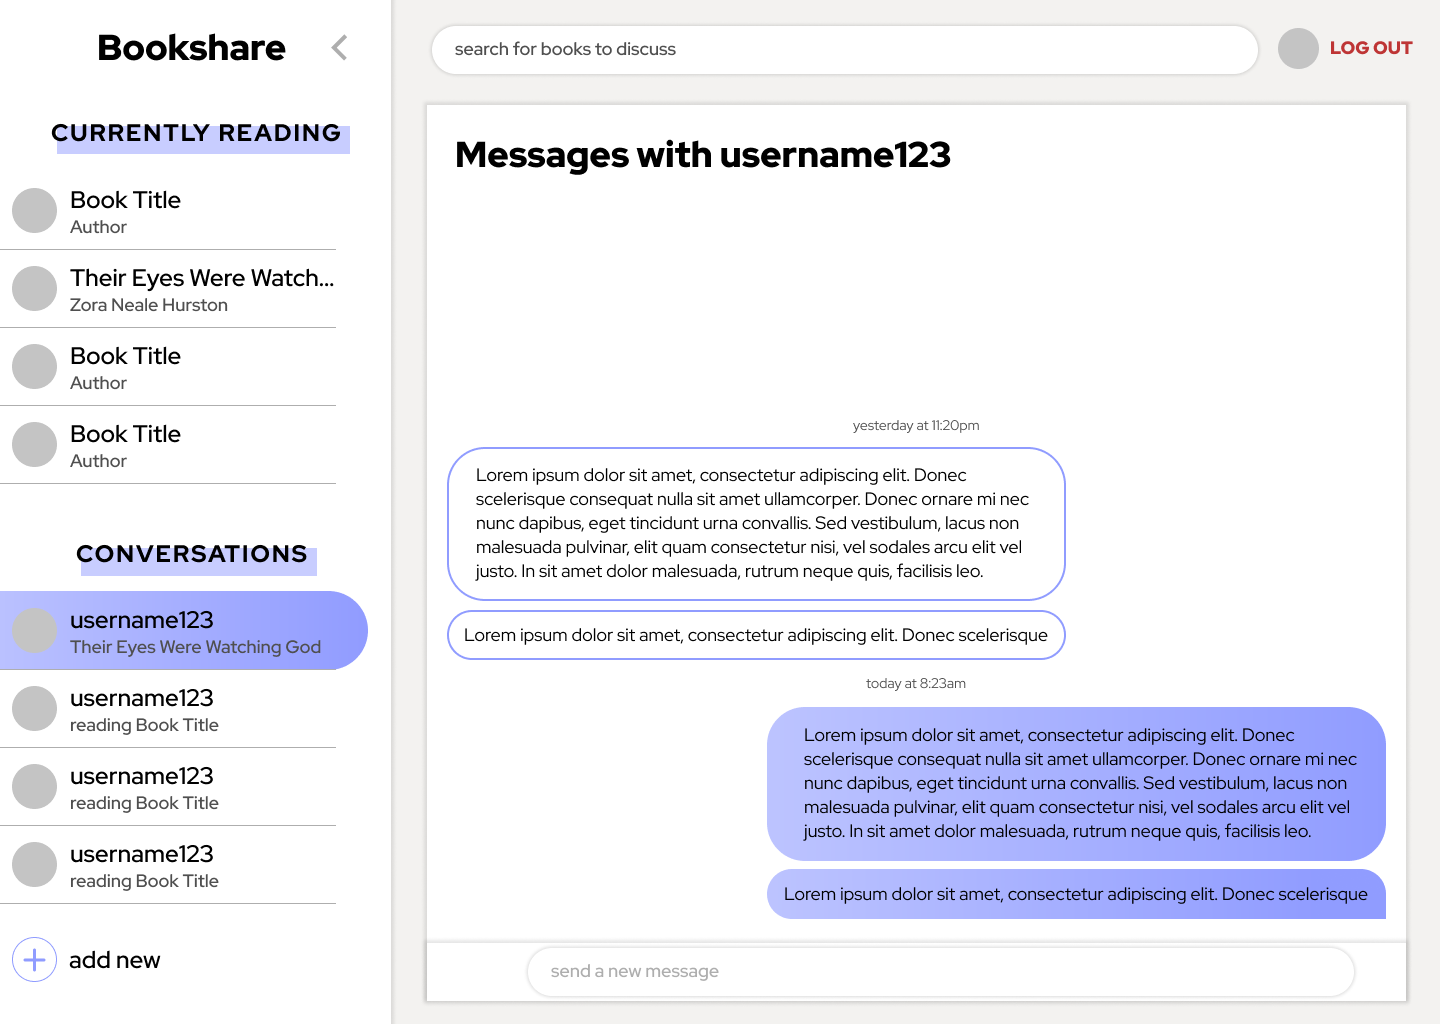 Bookshare
CURRENTLY READING
Book Title
Author
Their Eyes Were Watch...
Zora Neale Hurston
Book Title
Author
Book Title
Author
CONVERSATIONS
username123
Their Eyes Were Watching God
username123
reading Book Title
username123
reading Book Title
username123
reading Book Title
add new
search for books to discuss
LOG OUT
Messages with username123
yesterday at 11:20pm
Lorem ipsum dolor sit amet, consectetur adipiscing elit. Donec
scelerisque consequat nulla sit amet ullamcorper. Donec ornare mi nec
nunc dapibus, eget tincidunt urna convallis. Sed vestibulum, lacus non
malesuada pulvinar, elit quam consectetur nisi, vel sodales arcu elit vel
justo. In sit amet dolor malesuada, rutrum neque quis, facilisis leo.
Lorem ipsum dolor sit amet, consectetur adipiscing elit. Donec scelerisque
today at 8:23am
Lorem ipsum dolor sit amet, consectetur adipiscing elit. Donec
scelerisque consequat nulla sit amet ullamcorper. Donec ornare mi nec
nunc dapibus, eget tincidunt urna convallis. Sed vestibulum, lacus non
malesuada pulvinar, elit quam consectetur nisi, vel sodales arcu elit vel
justo. In sit amet dolor malesuada, rutrum neque quis, facilisis leo.
Lorem ipsum dolor sit amet, consectetur adipiscing elit. Donec scelerisque
send a new message